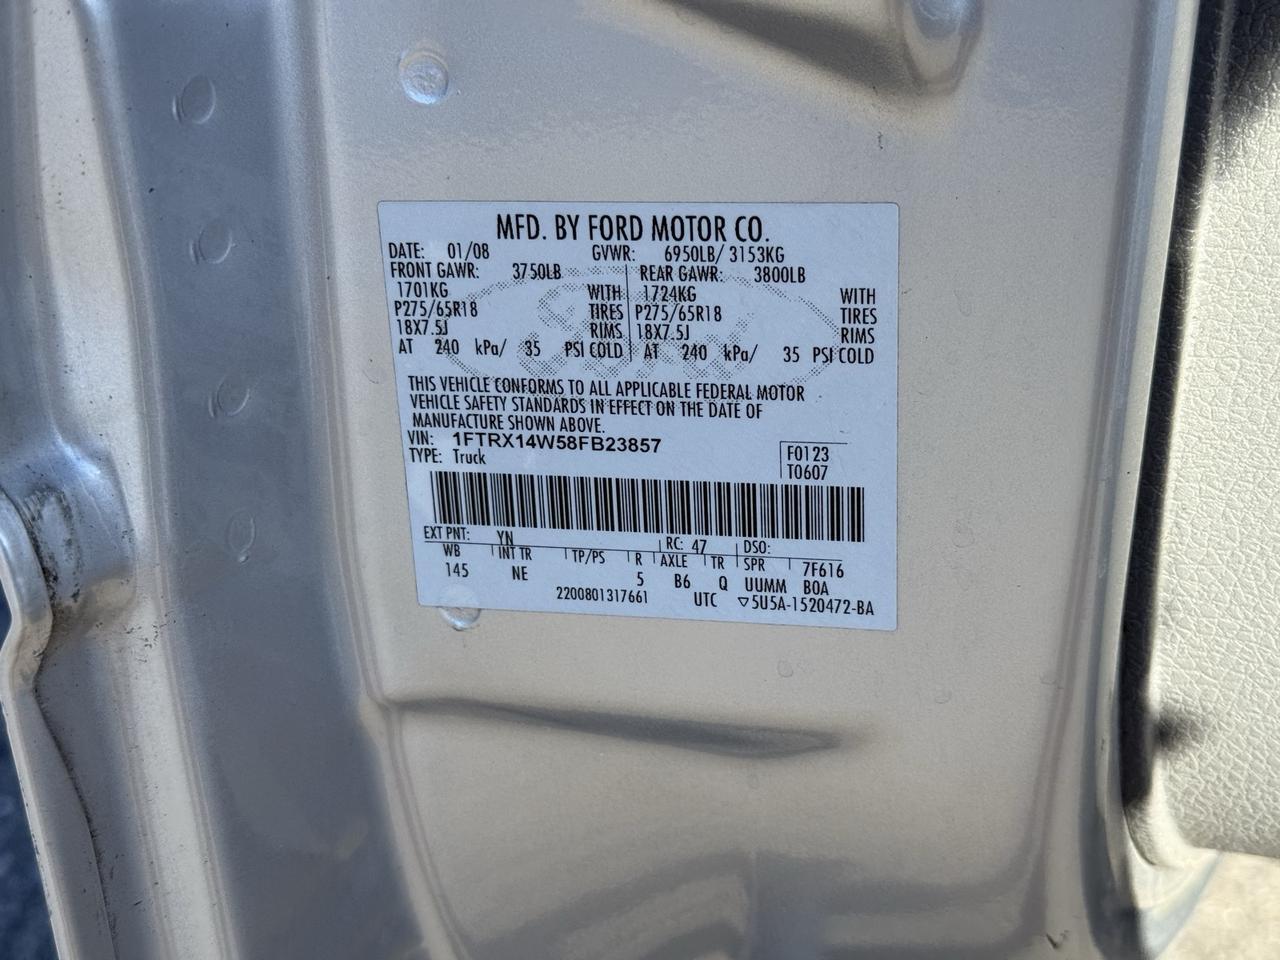 MFD. BY FORD MOTOR CO.
DATE: 01/08 GVWR: 6950LB/ 3153KG
FRONT GAWR: 3750LB REAR GAWR: 3800LB
1701KG WITH 1724KG WITH
P275/65R18 TIRES P275/65R18 TIRES
18X7.5J RIMS 18X7.5J RIMS
AT 240 kPa/ 35 PSI COLD AT 240 kPa/ 35 PSI COLD
THIS VEHICLE CONFORMS TO ALL APPLICABLE FEDERAL MOTOR
VEHICLE SAFETY STANDARDS IN EFFECT ON THE DATE OF
MANUFACTURE SHOWN ABOVE.
VIN: 1FTRX14W58FB23857 F0123
TYPE: Truck T0607
EXT PNT: YN RC: 47 DSO:
WB INT TR TP/PS R AXLE TR SPR 7F616
145 NE 5 B6 Q UUMM BOA
2200801317661 UTC ▽5U5A-1520472-BA